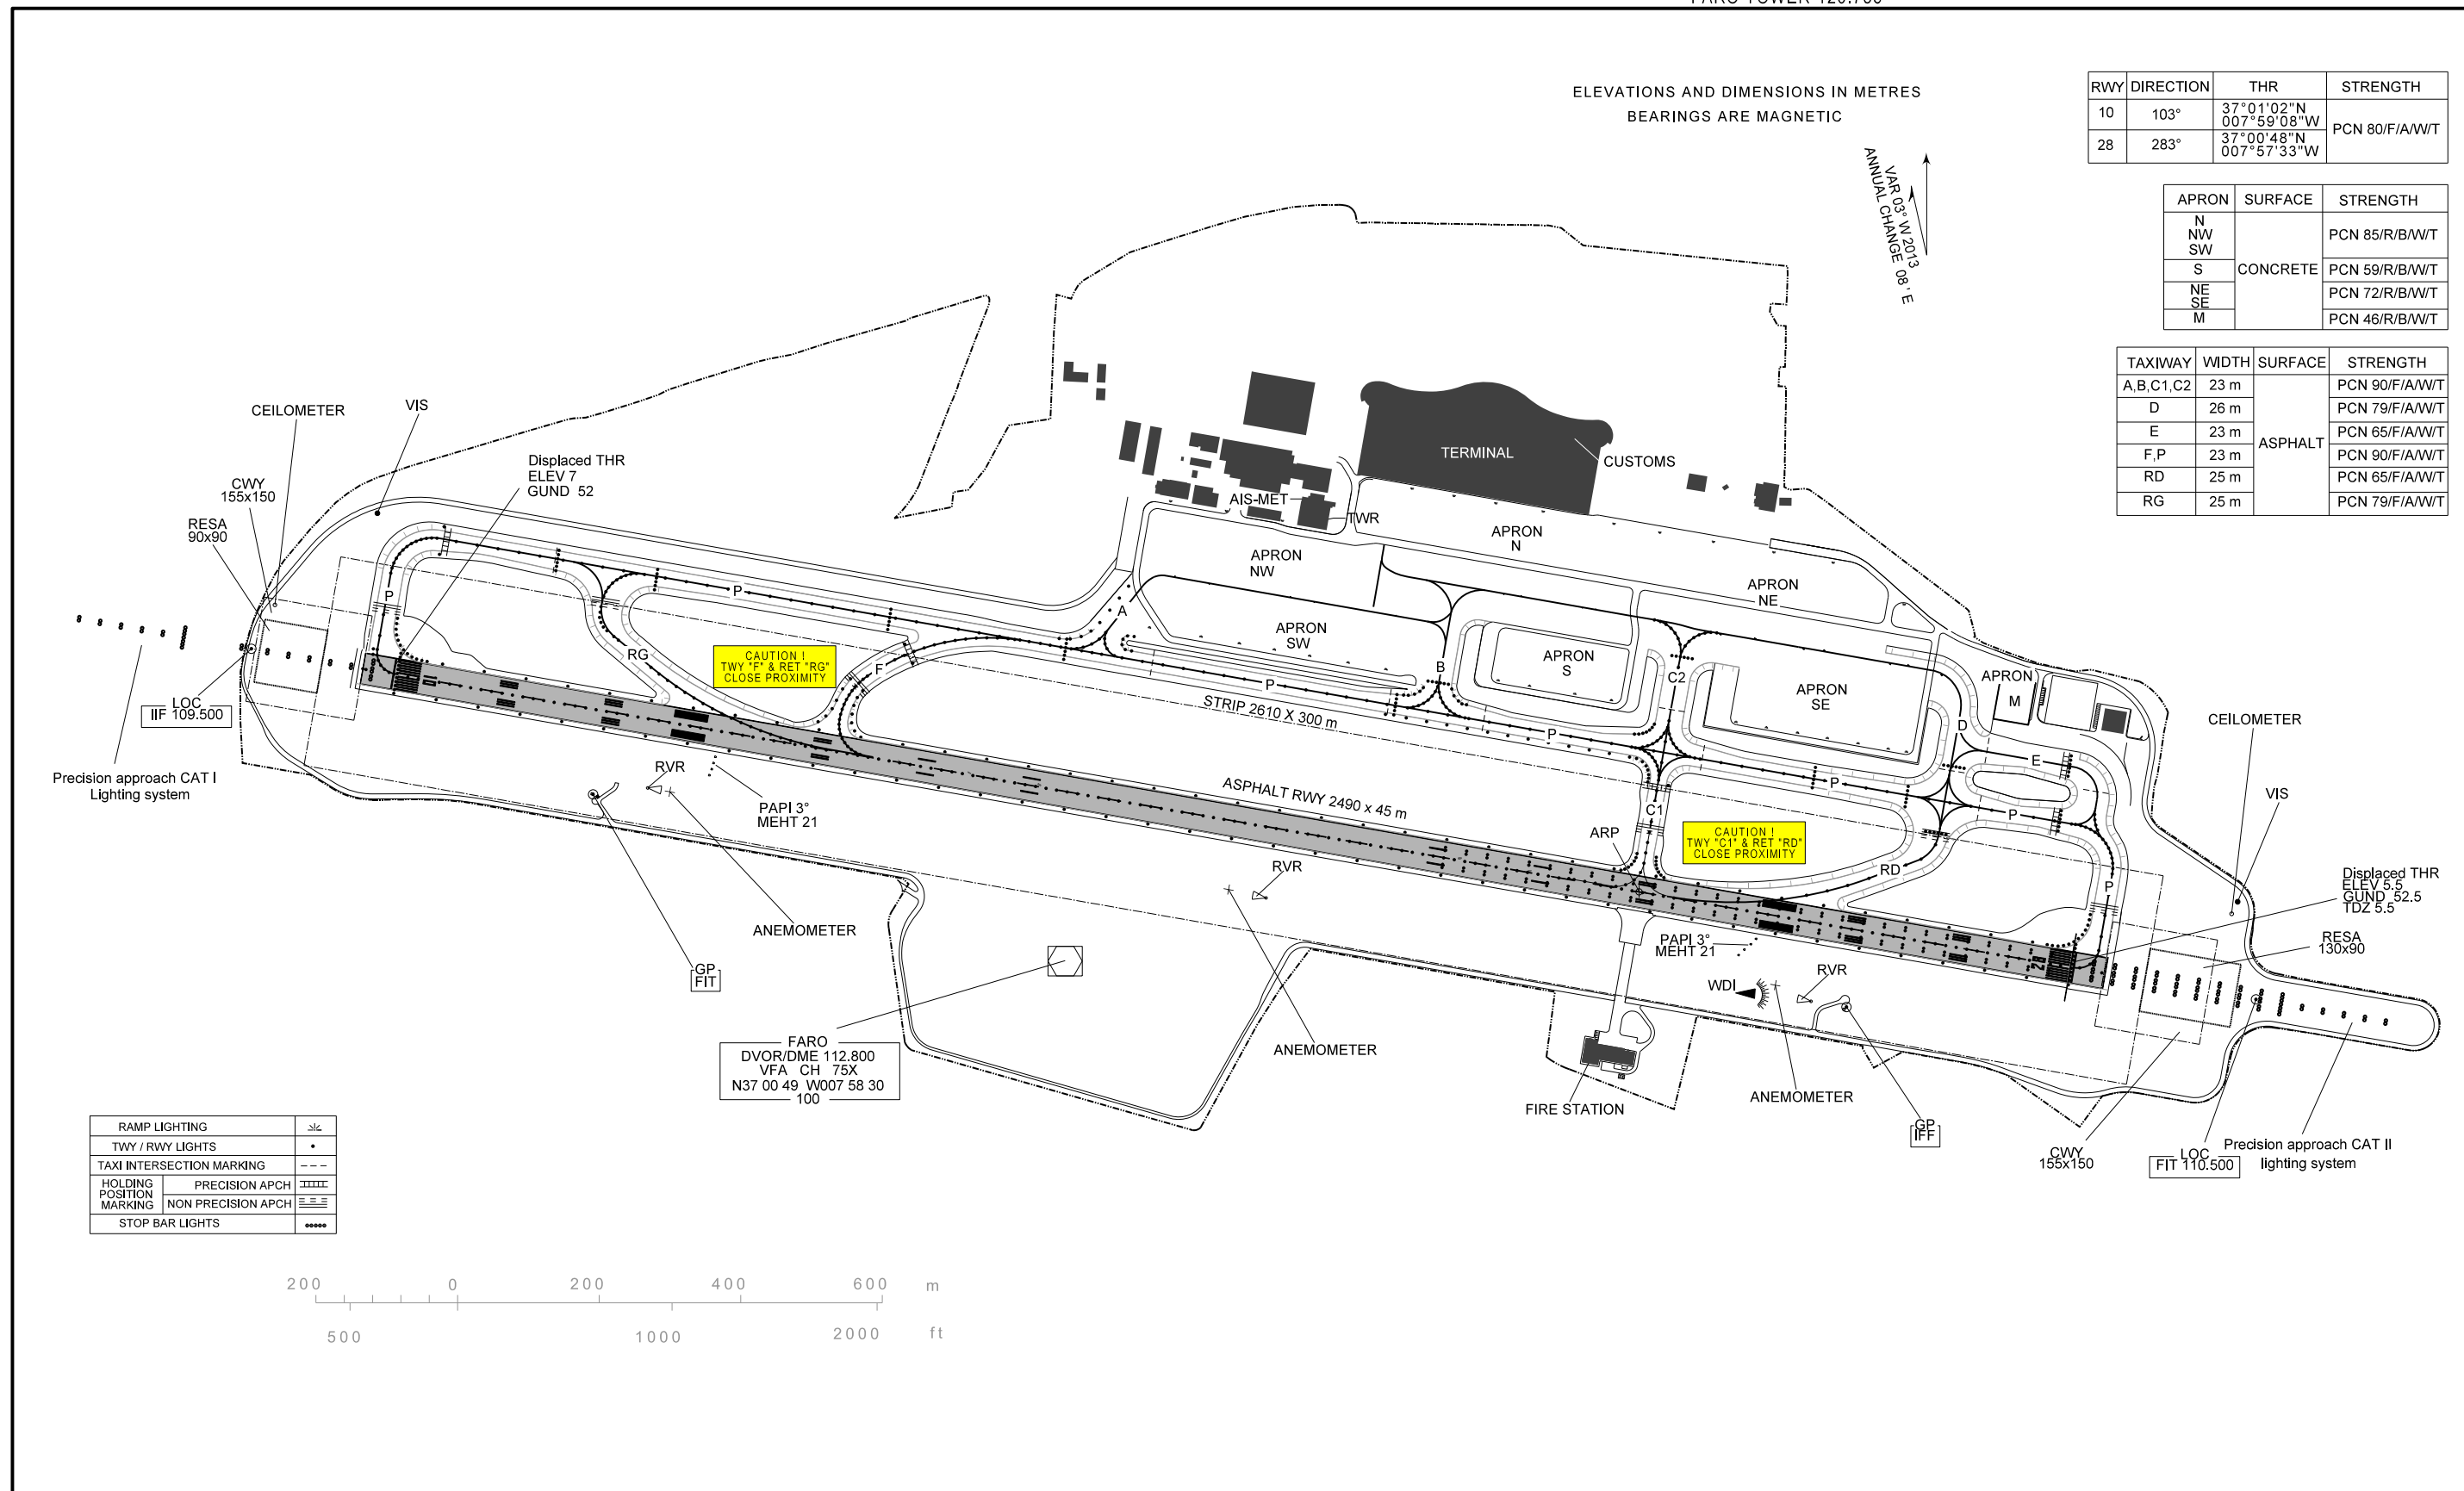 ELEVATIONS AND DIMENSIONS IN METRES
BEARINGS ARE MAGNETIC
VAR 03° W 2013
ANNUAL CHANGE 08 ' E
RWY DIRECTION THR STRENGTH
10 103° 37°01'02"N 007°59'08"W PCN 80/F/A/W/T
28 283° 37°00'48"N 007°57'33"W
APRON SURFACE STRENGTH
N
NW
SW
PCN 85/R/B/W/T
S CONCRETE PCN 59/R/B/W/T
NE
SE
PCN 72/R/B/W/T
M PCN 46/R/B/W/T
TAXIWAY WIDTH SURFACE STRENGTH
A,B,C1,C2 23 m PCN 90/F/A/W/T
D 26 m PCN 79/F/A/W/T
E 23 m ASPHALT PCN 65/F/A/W/T
F,P 23 m PCN 90/F/A/W/T
RD 25 m PCN 65/F/A/W/T
RG 25 m PCN 79/F/A/W/T
CEILOMETER
VIS
CWY
155x150
RESA
90x90
Displaced THR
ELEV 7
GUND 52
TERMINAL
CUSTOMS
AIS-MET
TWR
APRON
N
APRON
NW
APRON
NE
APRON
SW
APRON
S
APRON
SE
APRON
M
P
P
A
RG
F
CAUTION !
TWY "F" & RET "RG"
CLOSE PROXIMITY
P
B
C2
D
E
P
P
P
P
C1
RD
STRIP 2610 X 300 m
ASPHALT RWY 2490 x 45 m
LOC
IIF 109.500
Precision approach CAT I
Lighting system
RVR
PAPI 3°
MEHT 21
ANEMOMETER
GP
FIT
FARO
DVOR/DME 112.800
VFA CH 75X
N37 00 49 W007 58 30
100
RVR
ANEMOMETER
ARP
CAUTION !
TWY "C1" & RET "RD"
CLOSE PROXIMITY
PAPI 3°
MEHT 21
WDI
RVR
28
FIRE STATION
ANEMOMETER
GP
IFF
CEILOMETER
VIS
Displaced THR
ELEV 5.5
GUND 52.5
TDZ 5.5
RESA
130x90
CWY
155x150
LOC
FIT 110.500
Precision approach CAT II
lighting system
RAMP LIGHTING
TWY / RWY LIGHTS
TAXI INTERSECTION MARKING
HOLDING POSITION MARKING
PRECISION APCH
NON PRECISION APCH
STOP BAR LIGHTS
200 0 200 400 600 m
500 1000 2000 ft